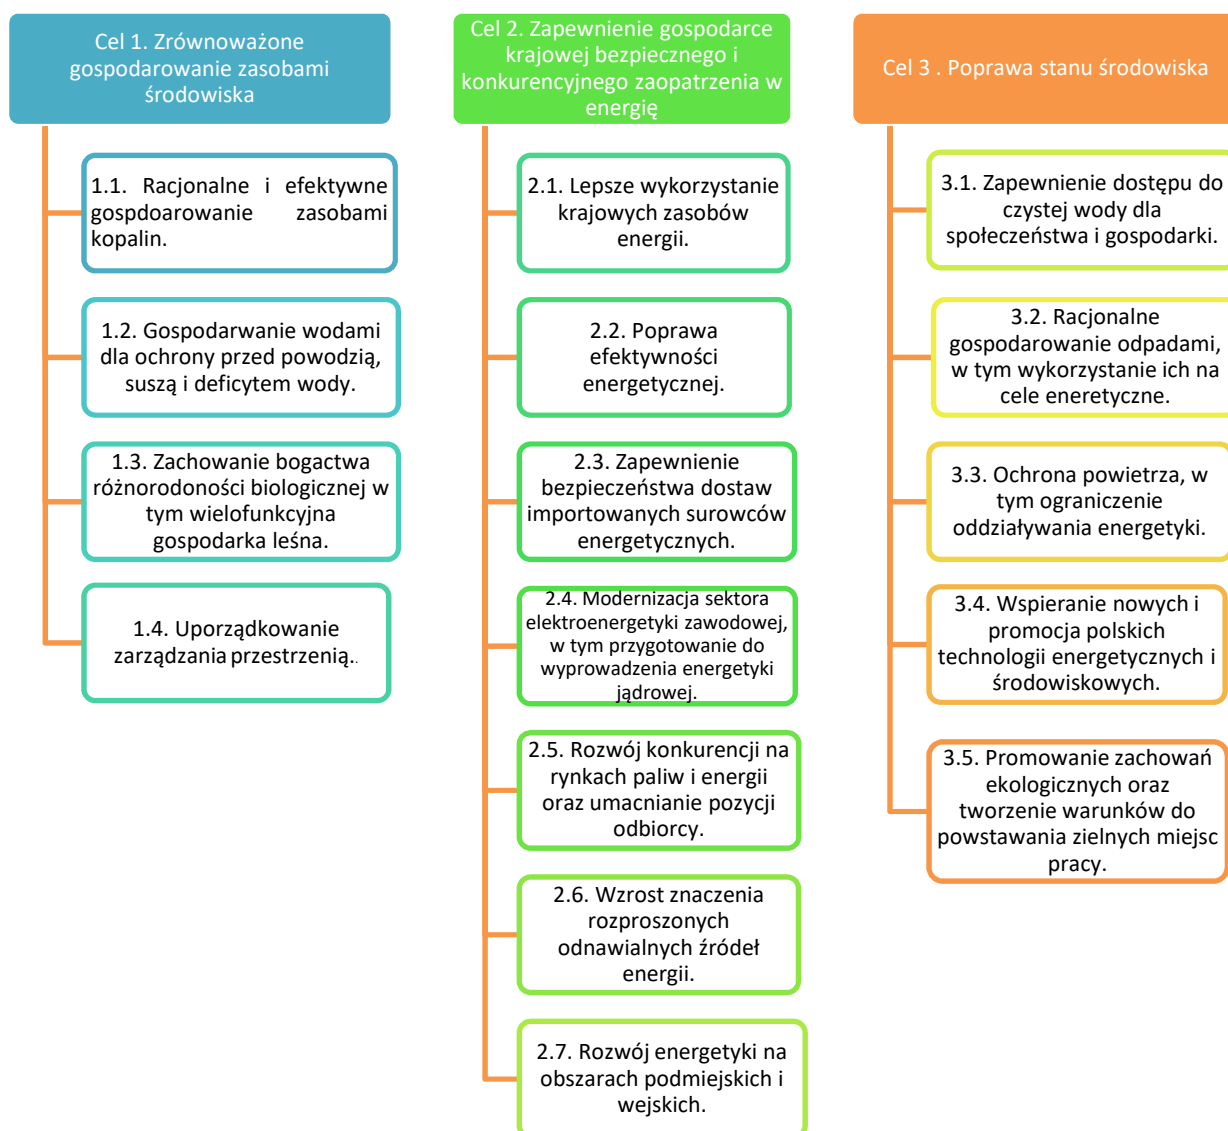 Cel 1. Zrównoważone
gospodarowanie zasobami
środowiska
1.1. Racjonalne i efektywne
gospdoarowanie zasobami
kopalin.
1.2. Gospodarwanie wodami
dla ochrony przed powodzią,
suszą i deficytem wody.
1.3. Zachowanie bogactwa
różnorodoności biologicznej w
tym wielofunkcyjna
gospodarka leśna.
1.4. Uporządkowanie
zarządzania przestrzenią..
Cel 2. Zapewnienie gospodarce
krajowej bezpiecznego i
konkurencyjnego zaopatrzenia w
energię
2.1. Lepsze wykorzystanie
krajowych zasobów
energii.
2.2. Poprawa
efektywności
energetycznej.
2.3. Zapewnienie
bezpieczeństwa dostaw
importowanych surowców
energetycznych.
2.4. Modernizacja sektora
elektroenergetyki zawodowej,
w tym przygotowanie do
wyprowadzenia energetyki
jądrowej.
2.5. Rozwój konkurencji na
rynkach paliw i energii
oraz umacnianie pozycji
odbiorcy.
2.6. Wzrost znaczenia
rozproszonych
odnawialnych źródeł
energii.
2.7. Rozwój energetyki na
obszarach podmiejskich i
wejskich.
Cel 3 . Poprawa stanu środowiska
3.1. Zapewnienie dostępu do
czystej wody dla
społeczeństwa i gospodarki.
3.2. Racjonalne
gospodarowanie odpadami,
w tym wykorzystanie ich na
cele eneretyczne.
3.3. Ochrona powietrza, w
tym ograniczenie
oddziaływania energetyki.
3.4. Wspieranie nowych i
promocja polskich
technologii energetycznych i
środowiskowych.
3.5. Promowanie zachowań
ekologicznych oraz
tworzenie warunków do
powstawania zielnych miejsc
pracy.